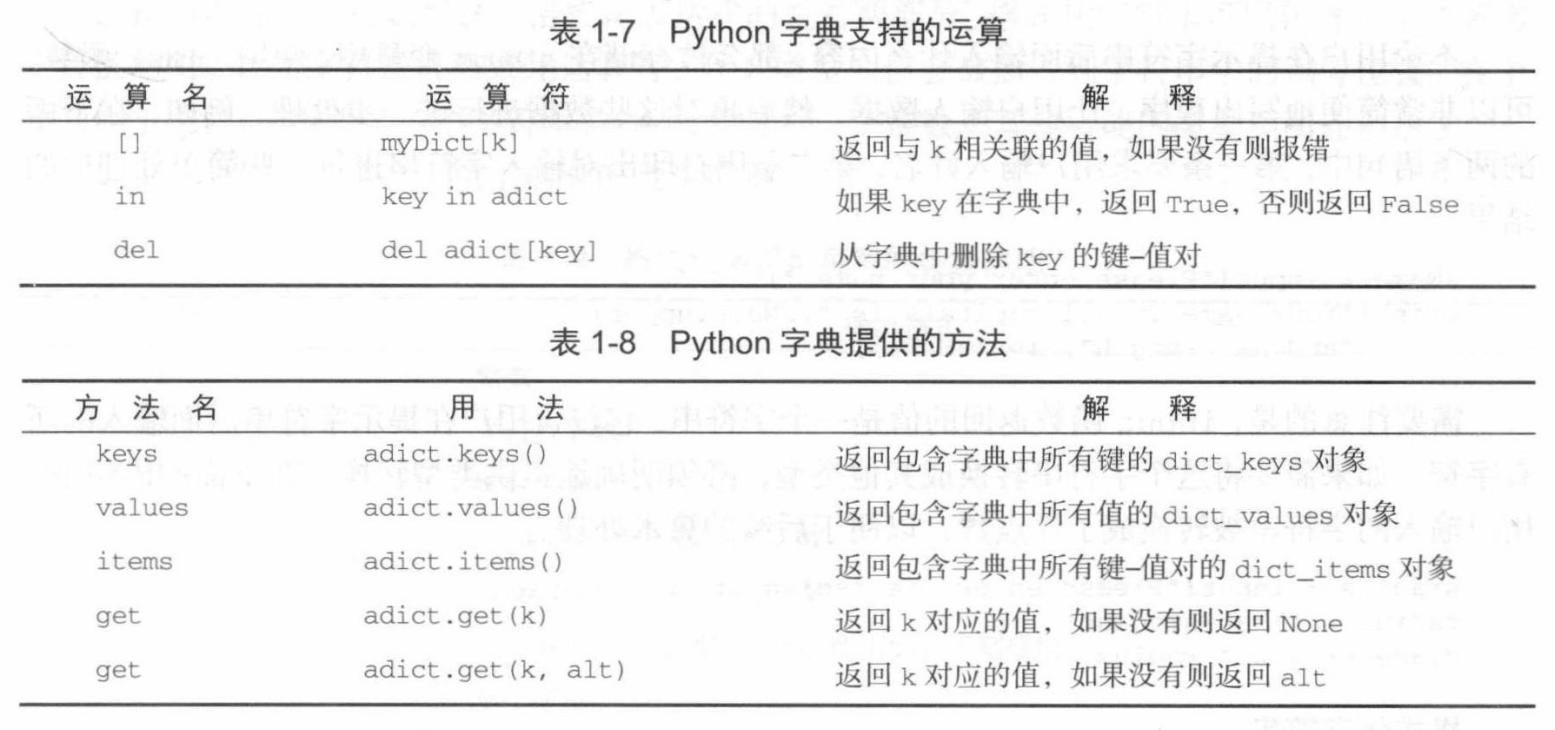 表 1-7 Python 字典支持的运算
运 算 名 运 算 符 解 释
[] myDict[k] 返回与 k 相关联的值，如果没有则报错
in key in adict 如果 key 在字典中，返回 True，否则返回 False
del del adict[key] 从字典中删除 key 的键–值对
表 1-8 Python 字典提供的方法
方 法 名 用 法 解 释
keys adict.keys() 返回包含字典中所有键的 dict_keys 对象
values adict.values() 返回包含字典中所有值的 dict_values 对象
items adict.items() 返回包含字典中所有键–值对的 dict_items 对象
get adict.get(k) 返回 k 对应的值，如果没有则返回 None
get adict.get(k, alt) 返回 k 对应的值，如果没有则返回 alt